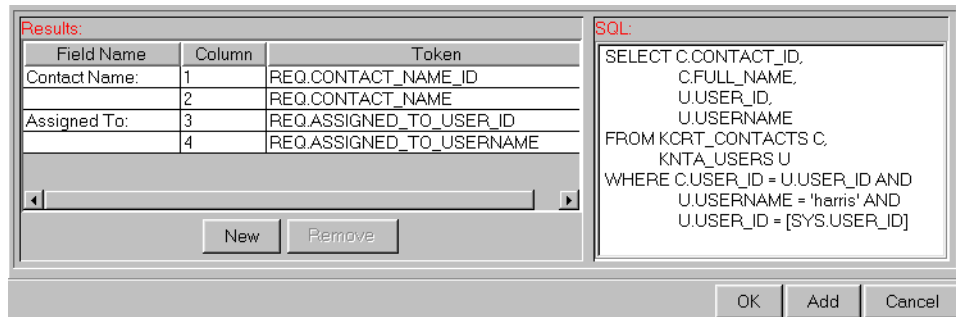 Results:
Field Name Column Token
Contact Name: 1 REQ.CONTACT_NAME_ID
2 REQ.CONTACT_NAME
Assigned To: 3 REQ.ASSIGNED_TO_USER_ID
4 REQ.ASSIGNED_TO_USERNAME
New Remove
SQL:
SELECT C.CONTACT_ID,
C.FULL_NAME,
U.USER_ID,
U.USERNAME
FROM KCRT_CONTACTS C,
KNTA_USERS U
WHERE C.USER_ID = U.USER_ID AND
U.USERNAME = 'harris' AND
U.USER_ID = [SYS.USER_ID]
OK Add Cancel